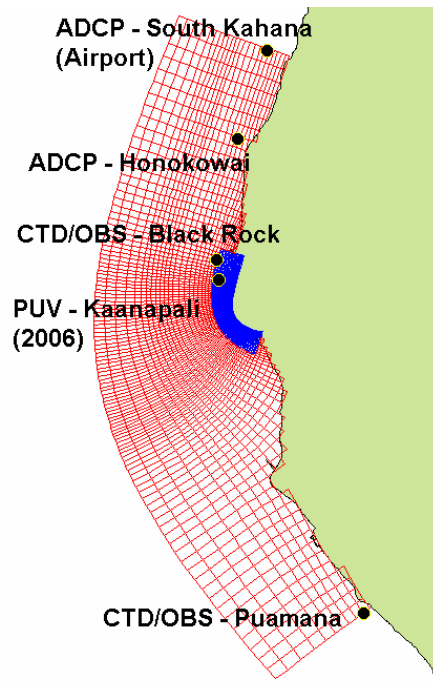 ADCP - South Kahana
(Airport)
ADCP - Honokowai
CTD/OBS - Black Rock
PUV - Kaanapali
(2006)
CTD/OBS - Puamana